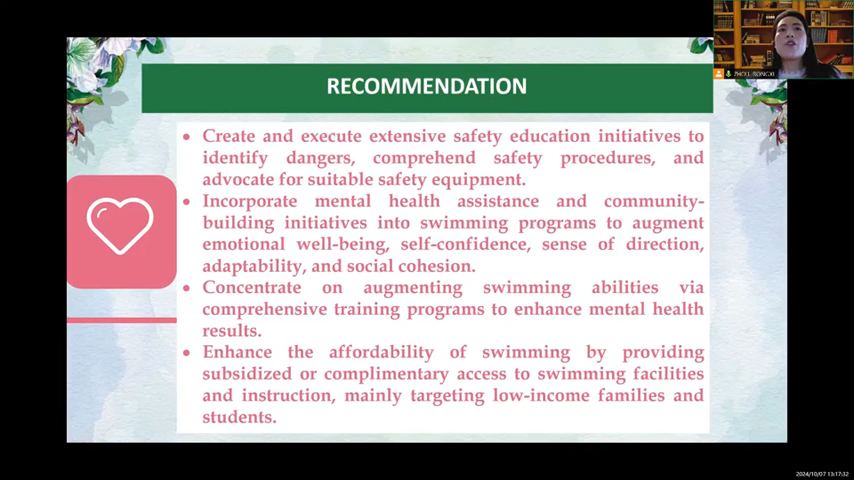 RECOMMENDATION
• Create and execute extensive safety education initiatives to
identify dangers, comprehend safety procedures, and
advocate for suitable safety equipment.
• Incorporate mental health assistance and community-
building initiatives into swimming programs to augment
emotional well-being, self-confidence, sense of direction,
adaptability, and social cohesion.
• Concentrate on augmenting swimming abilities via
comprehensive training programs to enhance mental health
results.
• Enhance the affordability of swimming by providing
subsidized or complimentary access to swimming facilities
and instruction, mainly targeting low-income families and
students.
2024/10/07 13:17:32